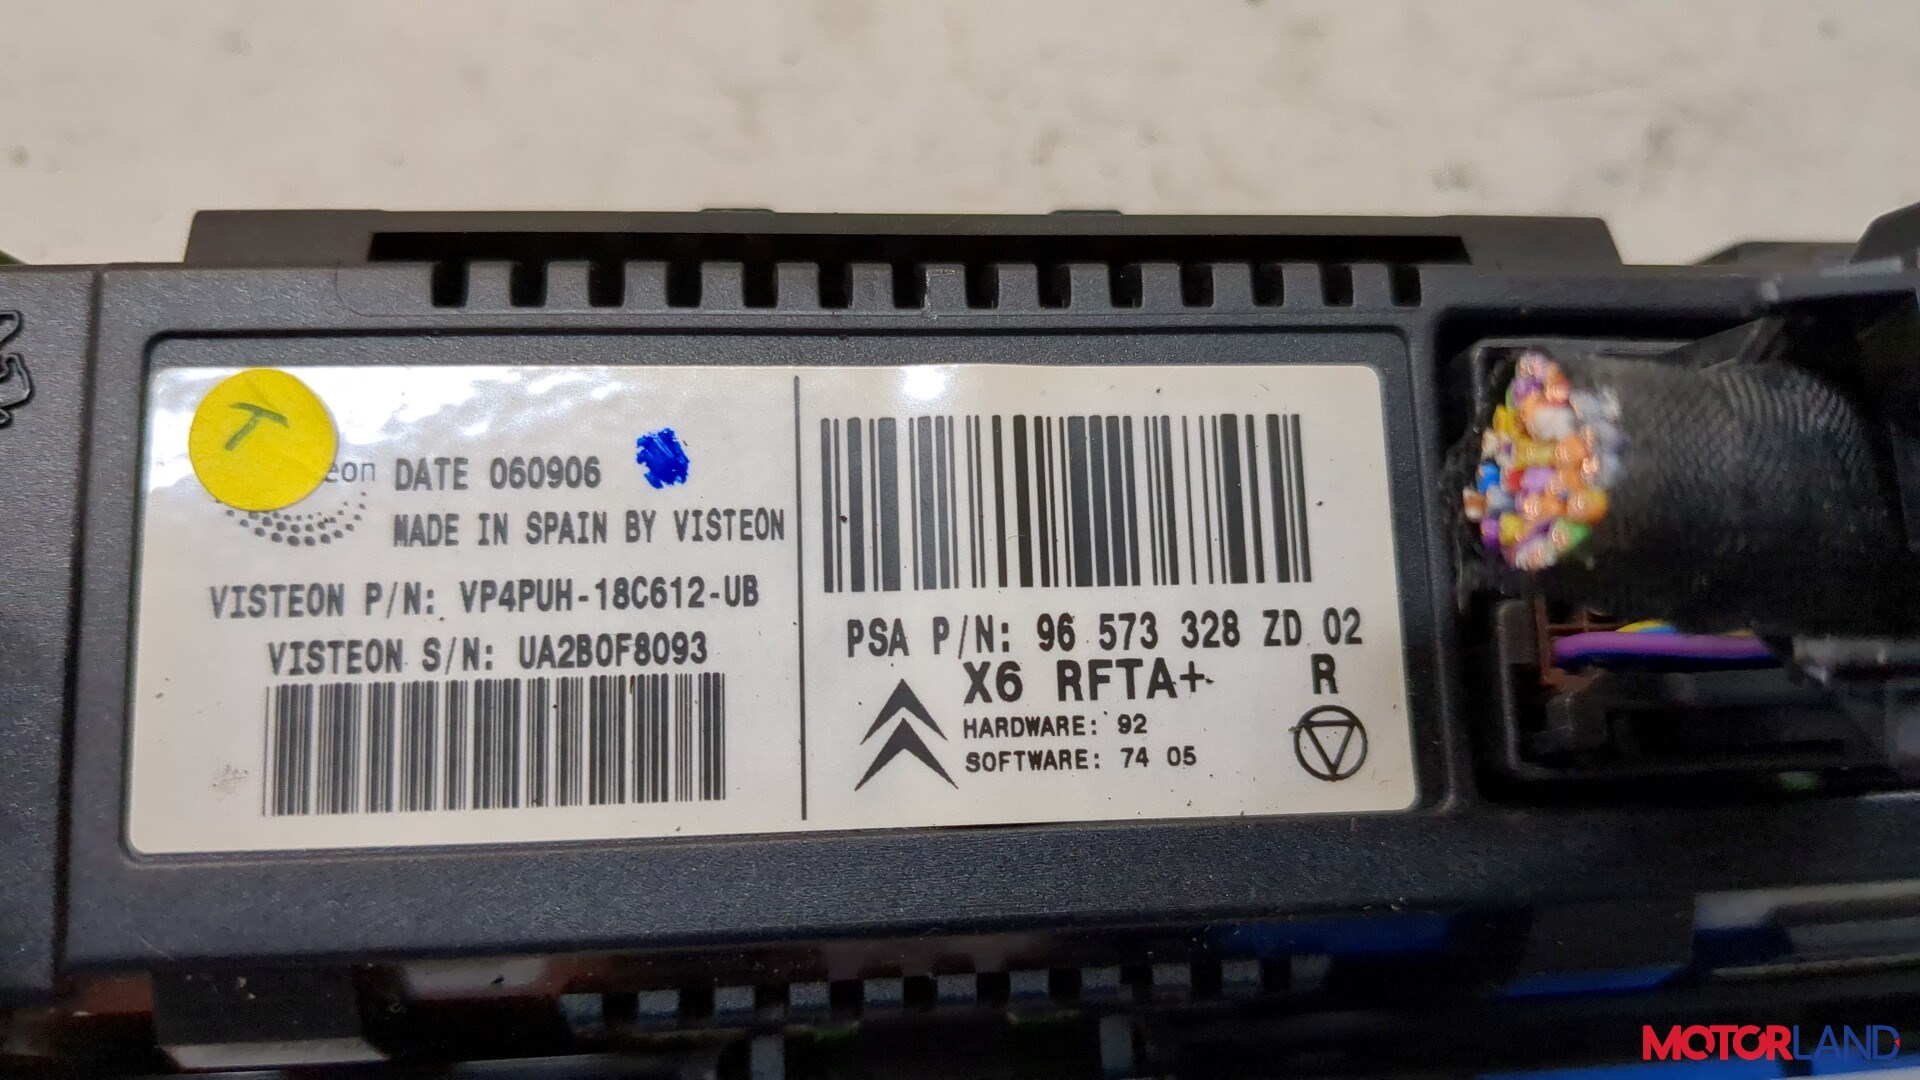 T
eon DATE 060906
MADE IN SPAIN BY VISTEON
VISTEON P/N: VP4PUH-18C612-UB
VISTEON S/N: UA2B0F8093
PSA P/N: 96 573 328 ZD 02
X6 RFTA+ R
HARDWARE: 92
SOFTWARE: 74 05
MOTORLAND